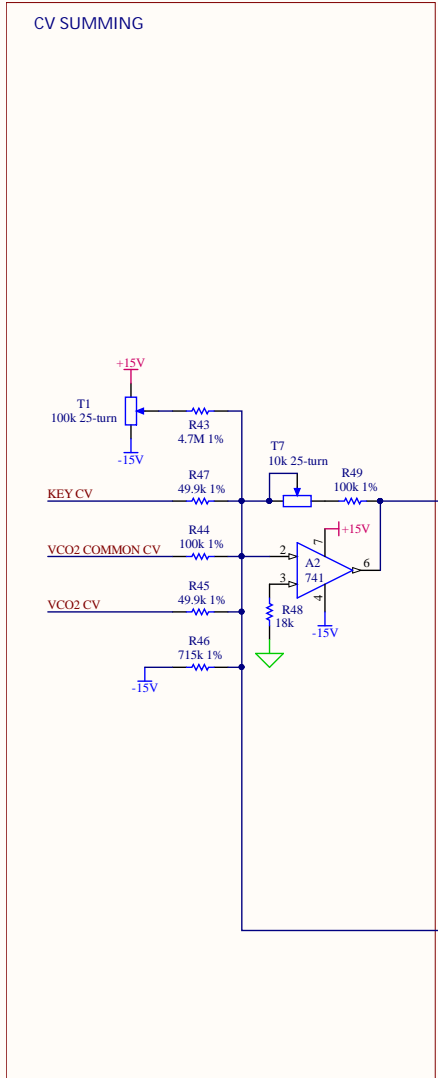 CV SUMMING
+15V
T1
100k 25-turn
-15V
R43
4.7M 1%
KEY CV
R47
49.9k 1%
T7
10k 25-turn
R49
100k 1%
VCO2 COMMON CV
R44
100k 1%
2
3
A2
741
7
+15V
6
4
-15V
VCO2 CV
R45
49.9k 1%
R48
18k
R46
715k 1%
-15V